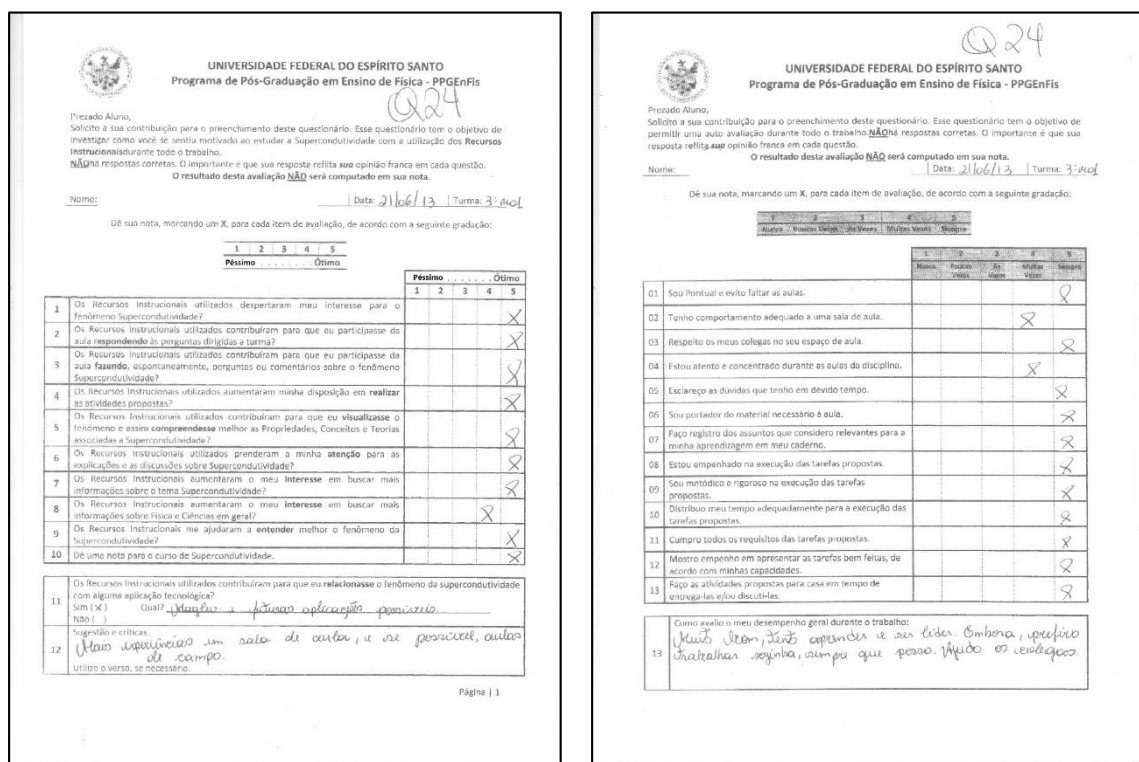 UNIVERSIDADE FEDERAL DO ESPÍRITO SANTO
Programa de Pós-Graduação em Ensino de Física - PPGEnFis
Q24
Prezado Aluno,
Solicito a sua contribuição para o preenchimento deste questionário. Esse questionário tem o objetivo de
investigar como você se sentiu motivado ao estudar a Supercondutividade com a utilização dos Recursos
Instrucionaisdurante todo o trabalho.
NÃOhá respostas corretas. O importante é que sua resposta reflita sua opinião franca em cada questão.
O resultado desta avaliação NÃO será computado em sua nota.
Nome: Data: 21/06/13 Turma: 3º
Dê sua nota, marcando um X, para cada item de avaliação, de acordo com a seguinte gradação:
1 2 3 4 5
Péssimo . . . . . . . . Ótimo
Péssimo . . . . . . . Ótimo
1 2 3 4 5
1 Os Recursos Instrucionais utilizados despertaram meu interesse para o
fenômeno Supercondutividade? X
2 Os Recursos Instrucionais utilizados contribuíram para que eu participasse da
aula respondendo às perguntas dirigidas a turma? X
3 Os Recursos Instrucionais utilizados contribuíram para que eu participasse da
aula fazendo, espontaneamente, perguntas ou comentários sobre o fenômeno
Supercondutividade? X
4 Os Recursos Instrucionais utilizados aumentaram minha disposição em realizar
as atividades propostas? X
5 Os Recursos Instrucionais utilizados contribuíram para que eu visualizasse o
fenômeno e assim compreendesse melhor as Propriedades, Conceitos e Teorias
associadas a Supercondutividade? X
6 Os Recursos Instrucionais utilizados prenderam a minha atenção para as
explicações e as discussões sobre Supercondutividade? X
7 Os Recursos Instrucionais aumentaram o meu interesse em buscar mais
informações sobre o tema Supercondutividade? X
8 Os Recursos Instrucionais aumentaram o meu interesse em buscar mais
informações sobre Física e Ciências em geral? X
9 Os Recursos Instrucionais me ajudaram a entender melhor o fenômeno da
Supercondutividade? X
10 Dê uma nota para o curso de Supercondutividade. X
11 Os Recursos Instrucionais utilizados contribuíram para que eu relacionasse o fenômeno da supercondutividade
com alguma aplicação tecnológica?
Sim (X) Qual? Maglev e futuras aplicações possíveis.
Não ( )
12 Sugestão e críticas.
Mais experiências em sala de aula, e se possível, aulas
de campo.
Utilize o verso, se necessário.
Página | 1
Q24
UNIVERSIDADE FEDERAL DO ESPÍRITO SANTO
Programa de Pós-Graduação em Ensino de Física - PPGEnFis
Prezado Aluno,
Solicito a sua contribuição para o preenchimento deste questionário. Esse questionário tem o objetivo de
permitir uma auto avaliação durante todo o trabalho.NÃOhá respostas corretas. O importante é que sua
resposta reflita sua opinião franca em cada questão.
O resultado desta avaliação NÃO será computado em sua nota.
Nome: Data: 21/06/13 Turma: 3º
Dê sua nota, marcando um X, para cada item de avaliação, de acordo com a seguinte gradação:
1 2 3 4 5
Nunca Poucas Vezes Às Vezes Muitas Vezes Sempre
1 2 3 4 5
Nunca Poucas Vezes Às Vezes Muitas Vezes Sempre
01 Sou Pontual e evito faltar as aulas. X
02 Tenho comportamento adequado a uma sala de aula. X
03 Respeito os meus colegas no seu espaço de aula. X
04 Estou atento e concentrado durante as aulas da disciplina. X
05 Esclareço as dúvidas que tenho em devido tempo. X
06 Sou portador do material necessário à aula. X
07 Faço registro dos assuntos que considero relevantes para a
minha aprendizagem em meu caderno. X
08 Estou empenhado na execução das tarefas propostas. X
09 Sou metódico e rigoroso na execução das tarefas
propostas. X
10 Distribuo meu tempo adequadamente para a execução das
tarefas propostas. X
11 Cumpro todos os requisitos das tarefas propostas. X
12 Mostro empenho em apresentar as tarefas bem feitas, de
acordo com minhas capacidades. X
13 Faço as atividades propostas para casa em tempo de
entrega-las e/ou discuti-las. X
13 Como avalio o meu desempenho geral durante o trabalho:
Muito bom, tento aprender e ser líder. Embora, prefiro
trabalhar sozinha, sempre que posso. Ajudo os colegas.